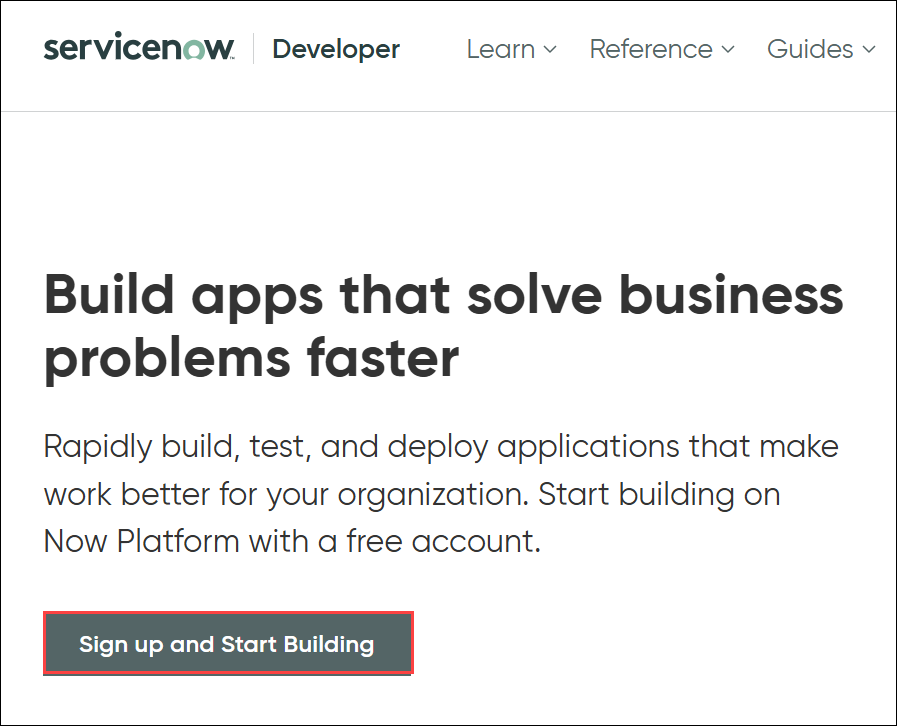 servicenow™ Developer Learn Reference Guides
Build apps that solve business
problems faster
Rapidly build, test, and deploy applications that make
work better for your organization. Start building on
Now Platform with a free account.
Sign up and Start Building